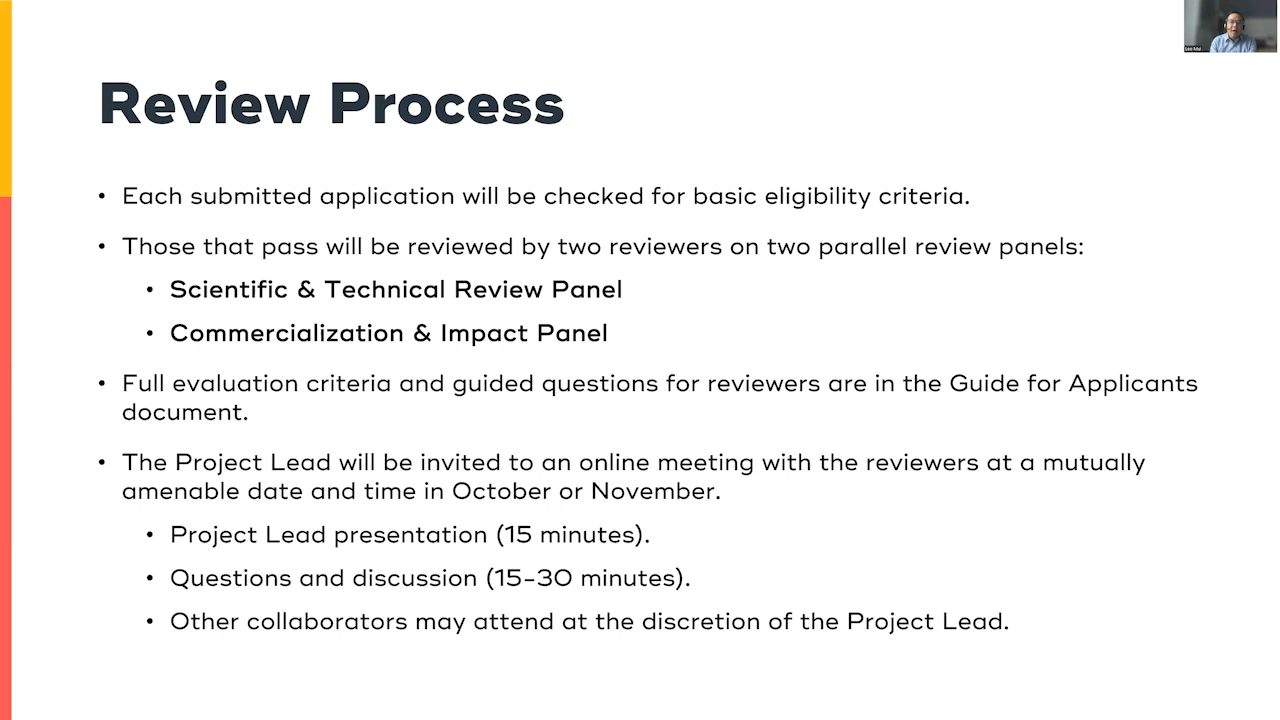 Review Process
• Each submitted application will be checked for basic eligibility criteria.
• Those that pass will be reviewed by two reviewers on two parallel review panels:
• Scientific & Technical Review Panel
• Commercialization & Impact Panel
• Full evaluation criteria and guided questions for reviewers are in the Guide for Applicants
document.
• The Project Lead will be invited to an online meeting with the reviewers at a mutually
amenable date and time in October or November.
• Project Lead presentation (15 minutes).
• Questions and discussion (15-30 minutes).
• Other collaborators may attend at the discretion of the Project Lead.